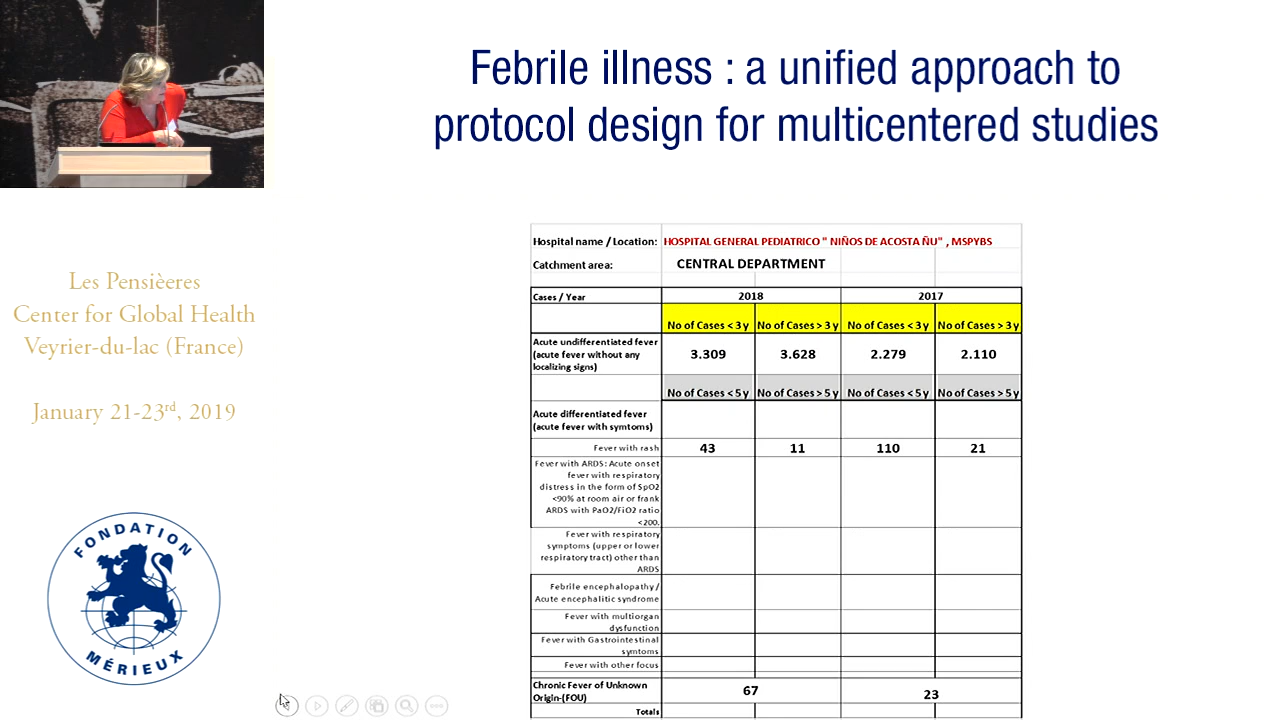 Febrile illness : a unified approach to
protocol design for multicentered studies
Les Pensièeres
Center for Global Health
Veyrier-du-lac (France)
January 21-23rd, 2019
FONDATION
MÉRIEUX
Hospital name / Location: HOSPITAL GENERAL PEDIATRICO " NIÑOS DE ACOSTA ÑU" , MSPYBS
Catchment area: CENTRAL DEPARTMENT
Cases / Year 2018 2017
No of Cases < 3 y No of Cases > 3 y No of Cases < 3 y No of Cases > 3 y
Acute undifferentiated fever
(acute fever without any
localizing signs)
3.309 3.628 2.279 2.110
No of Cases < 5 y No of Cases > 5 y No of Cases < 5 y No of Cases > 5 y
Acute differentiated fever
(acute fever with symtoms)
Fever with rash 43 11 110 21
Fever with ARDS: Acute onset
fever with respiratory
distress in the form of SpO2
<90% at room air or frank
ARDS with PaO2/FiO2 ratio
<200.
Fever with respiratory
symptoms (upper or lower
respiratory tract) other than
ARDS
Febrile encephalopathy /
Acute encephalitic syndrome
Fever with multiorgan
dysfunction
Fever with Gastrointestinal
symtoms
Fever with other focus
Chronic Fever of Unknown
Origin-(FOU)
67 23
Totals